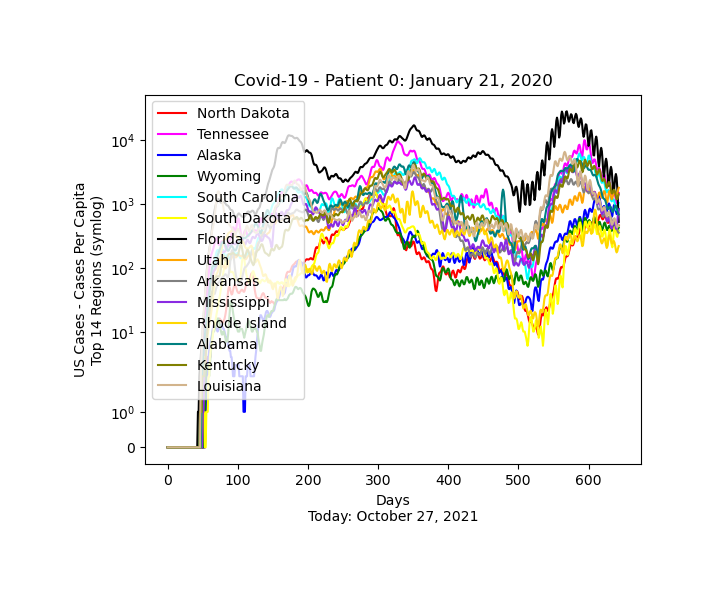 Covid-19 - Patient 0: January 21, 2020
US Cases - Cases Per Capita
Top 14 Regions (symlog)
10^4
10^3
10^2
10^1
10^0
0
North Dakota
Tennessee
Alaska
Wyoming
South Carolina
South Dakota
Florida
Utah
Arkansas
Mississippi
Rhode Island
Alabama
Kentucky
Louisiana
0 100 200 300 400 500 600
Days
Today: October 27, 2021